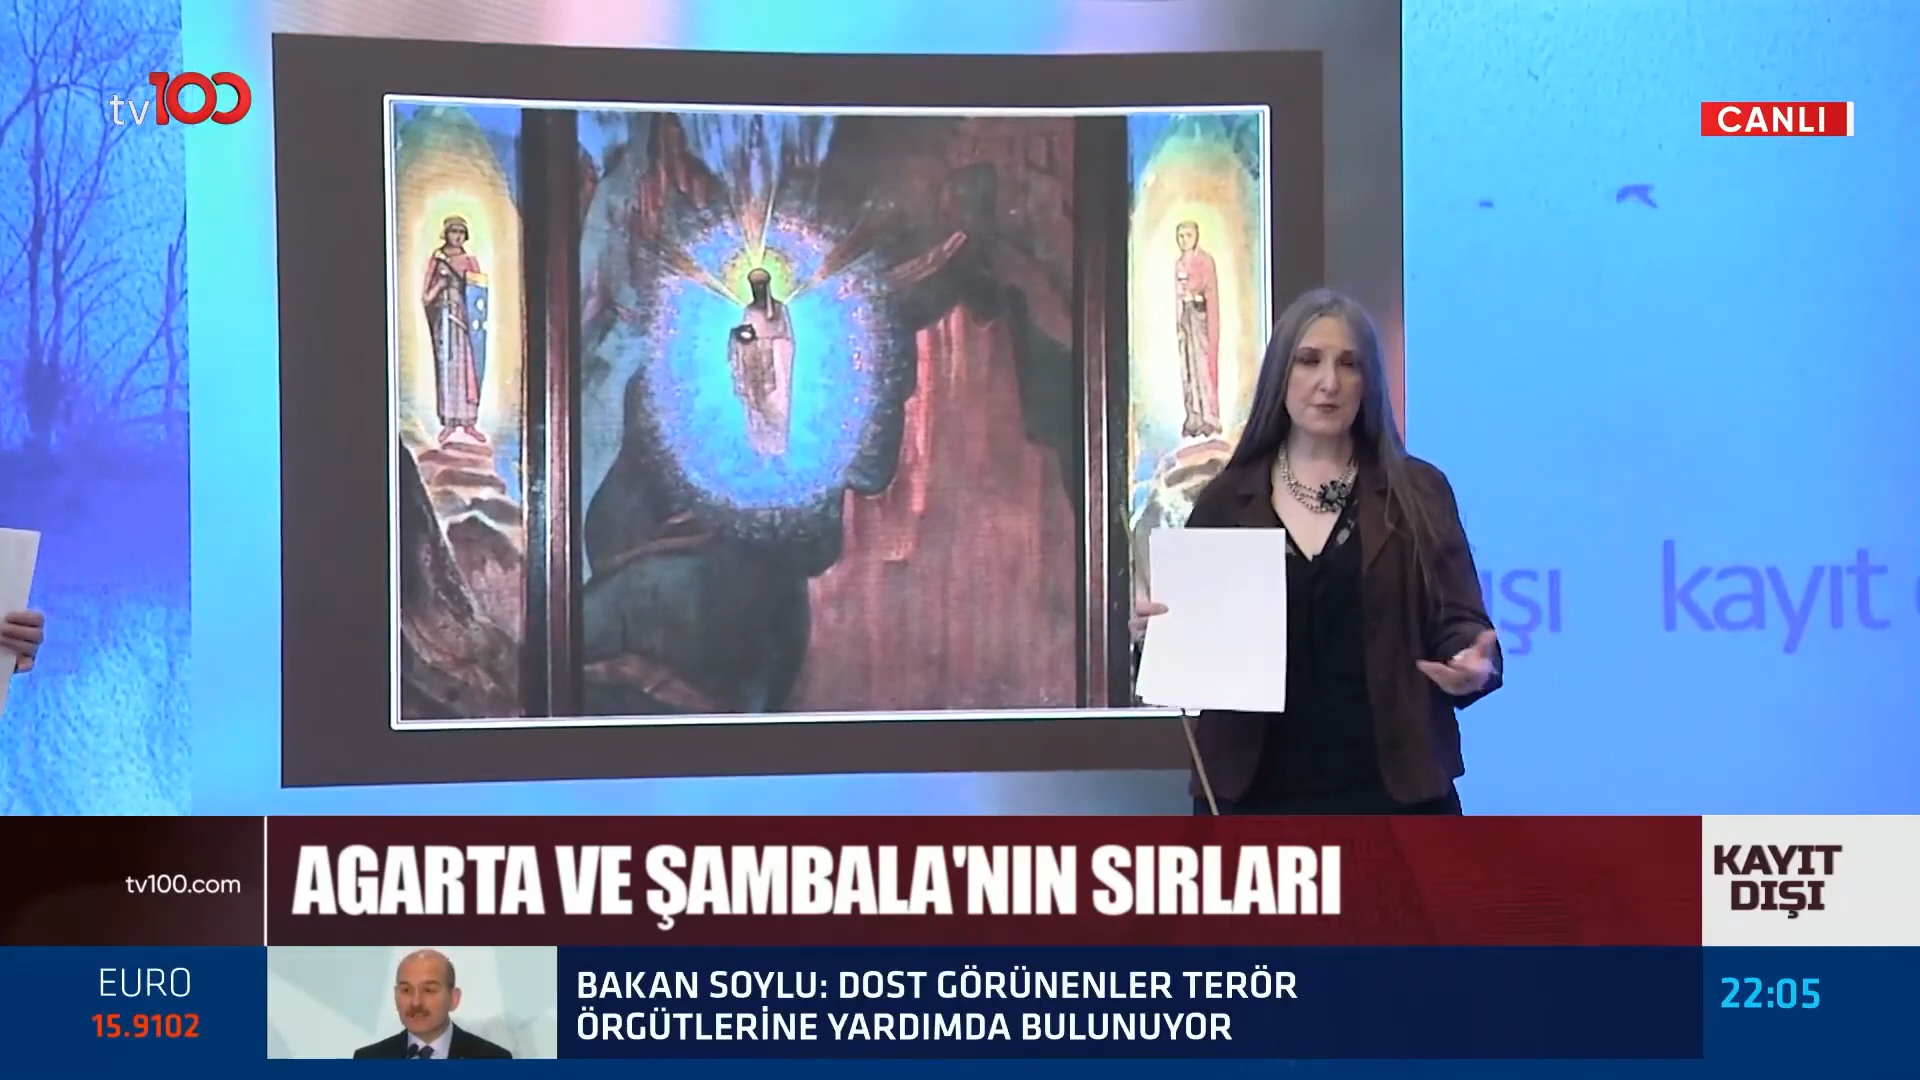 tv100
CANLI
ışı kayıt
tv100.com
AGARTA VE ŞAMBALA'NIN SIRLARI
KAYIT
DIŞI
EURO
15.9102
BAKAN SOYLU: DOST GÖRÜNENLER TERÖR
ÖRGÜTLERİNE YARDIMDA BULUNUYOR
22:05